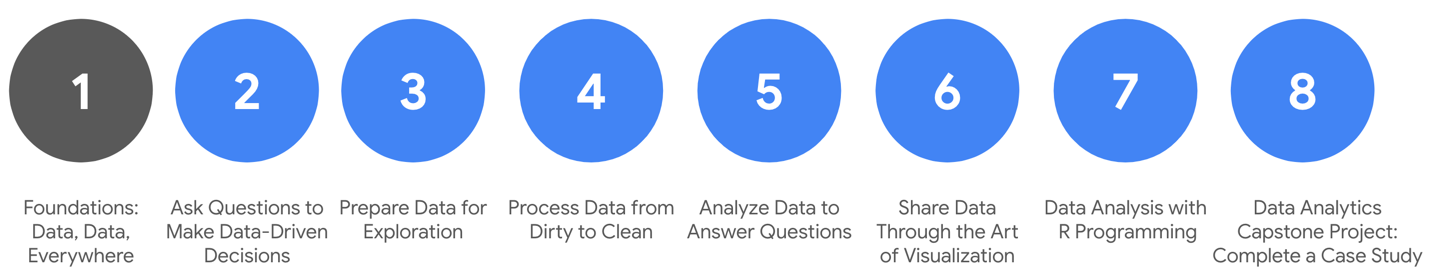 1
2
3
4
5
6
7
8
Foundations:
Data, Data,
Everywhere
Ask Questions to
Make Data-Driven
Decisions
Prepare Data for
Exploration
Process Data from
Dirty to Clean
Analyze Data to
Answer Questions
Share Data
Through the Art
of Visualization
Data Analysis with
R Programming
Data Analytics
Capstone Project:
Complete a Case Study